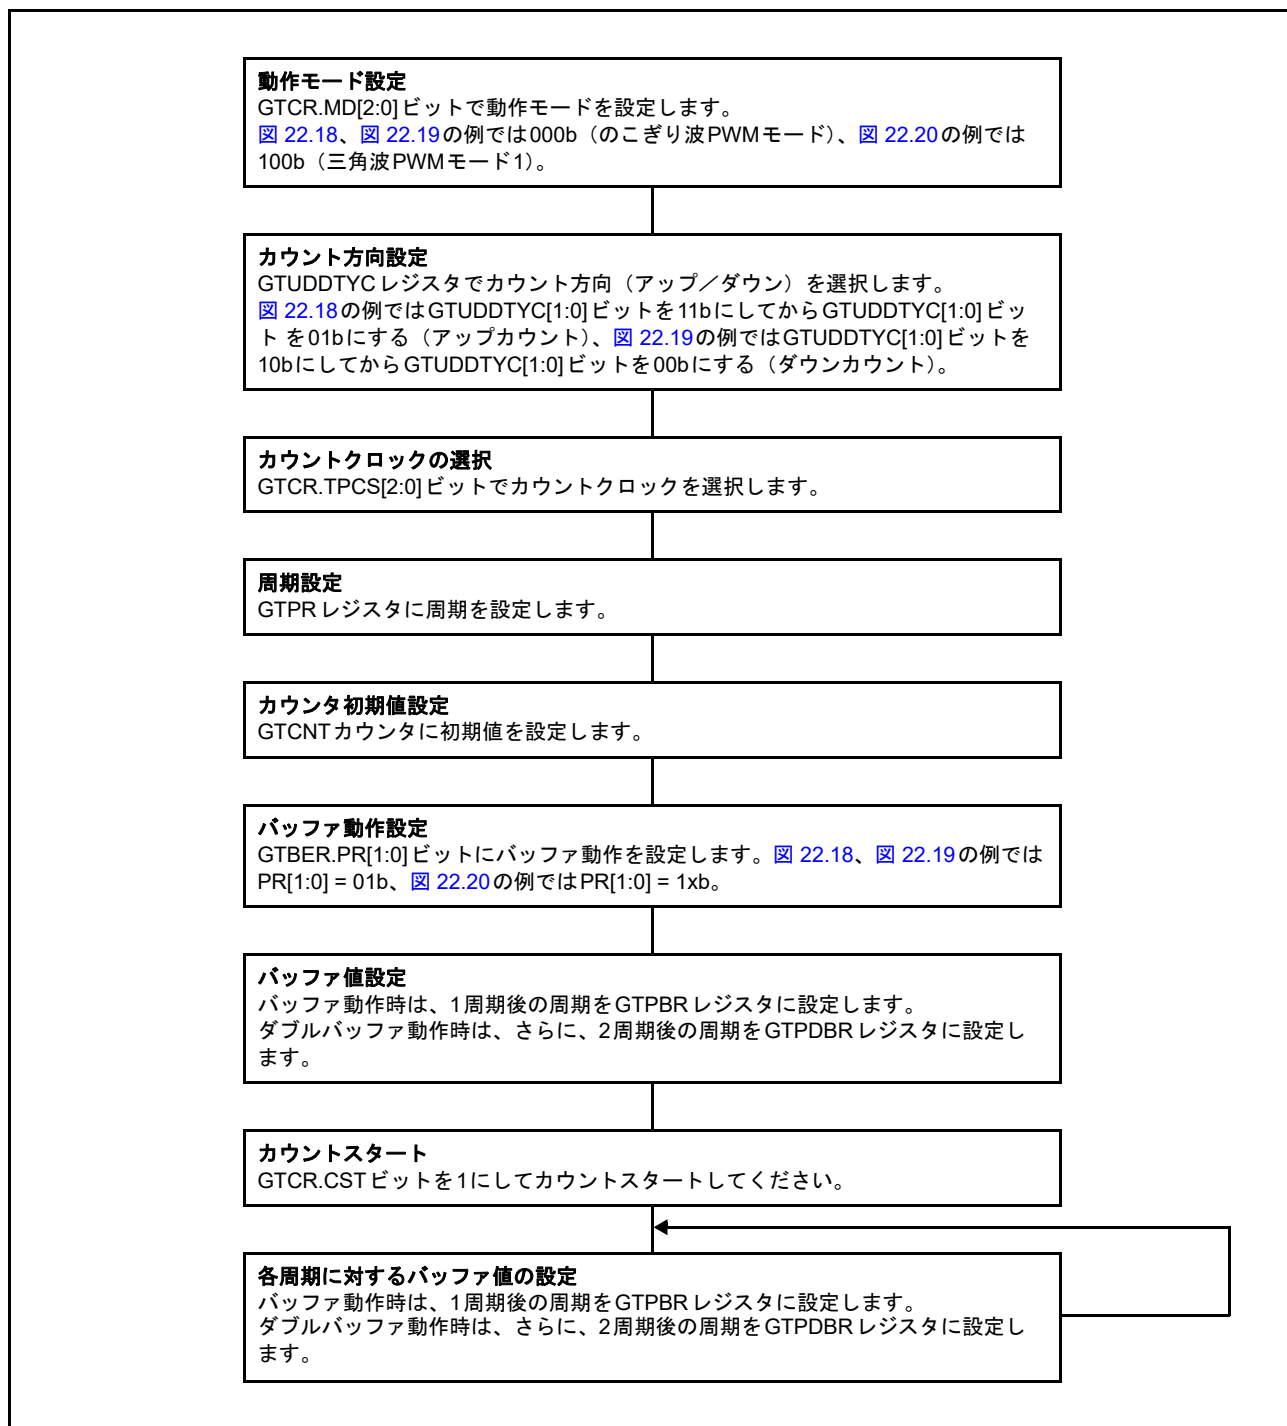 動作モード設定
GTCR.MD[2:0]ビットで動作モードを設定します。
図 22.18、図 22.19の例では000b（のこぎり波PWMモード）、図 22.20の例では
100b（三角波PWMモード1）。
カウント方向設定
GTUDDTYCレジスタでカウント方向（アップ／ダウン）を選択します。
図 22.18の例ではGTUDDTYC[1:0]ビットを11bにしてからGTUDDTYC[1:0]ビッ
ト を01bにする（アップカウント）、図 22.19の例ではGTUDDTYC[1:0]ビットを
10bにしてからGTUDDTYC[1:0]ビットを00bにする（ダウンカウント）。
カウントクロックの選択
GTCR.TPCS[2:0]ビットでカウントクロックを選択します。
周期設定
GTPRレジスタに周期を設定します。
カウンタ初期値設定
GTCNTカウンタに初期値を設定します。
バッファ動作設定
GTBER.PR[1:0]ビットにバッファ動作を設定します。図 22.18、図 22.19の例では
PR[1:0] = 01b、図 22.20の例ではPR[1:0] = 1xb。
バッファ値設定
バッファ動作時は、1周期後の周期をGTPBRレジスタに設定します。
ダブルバッファ動作時は、さらに、2周期後の周期をGTPDBRレジスタに設定し
ます。
カウントスタート
GTCR.CSTビットを1にしてカウントスタートしてください。
各周期に対するバッファ値の設定
バッファ動作時は、1周期後の周期をGTPBRレジスタに設定します。
ダブルバッファ動作時は、さらに、2周期後の周期をGTPDBRレジスタに設定し
ます。